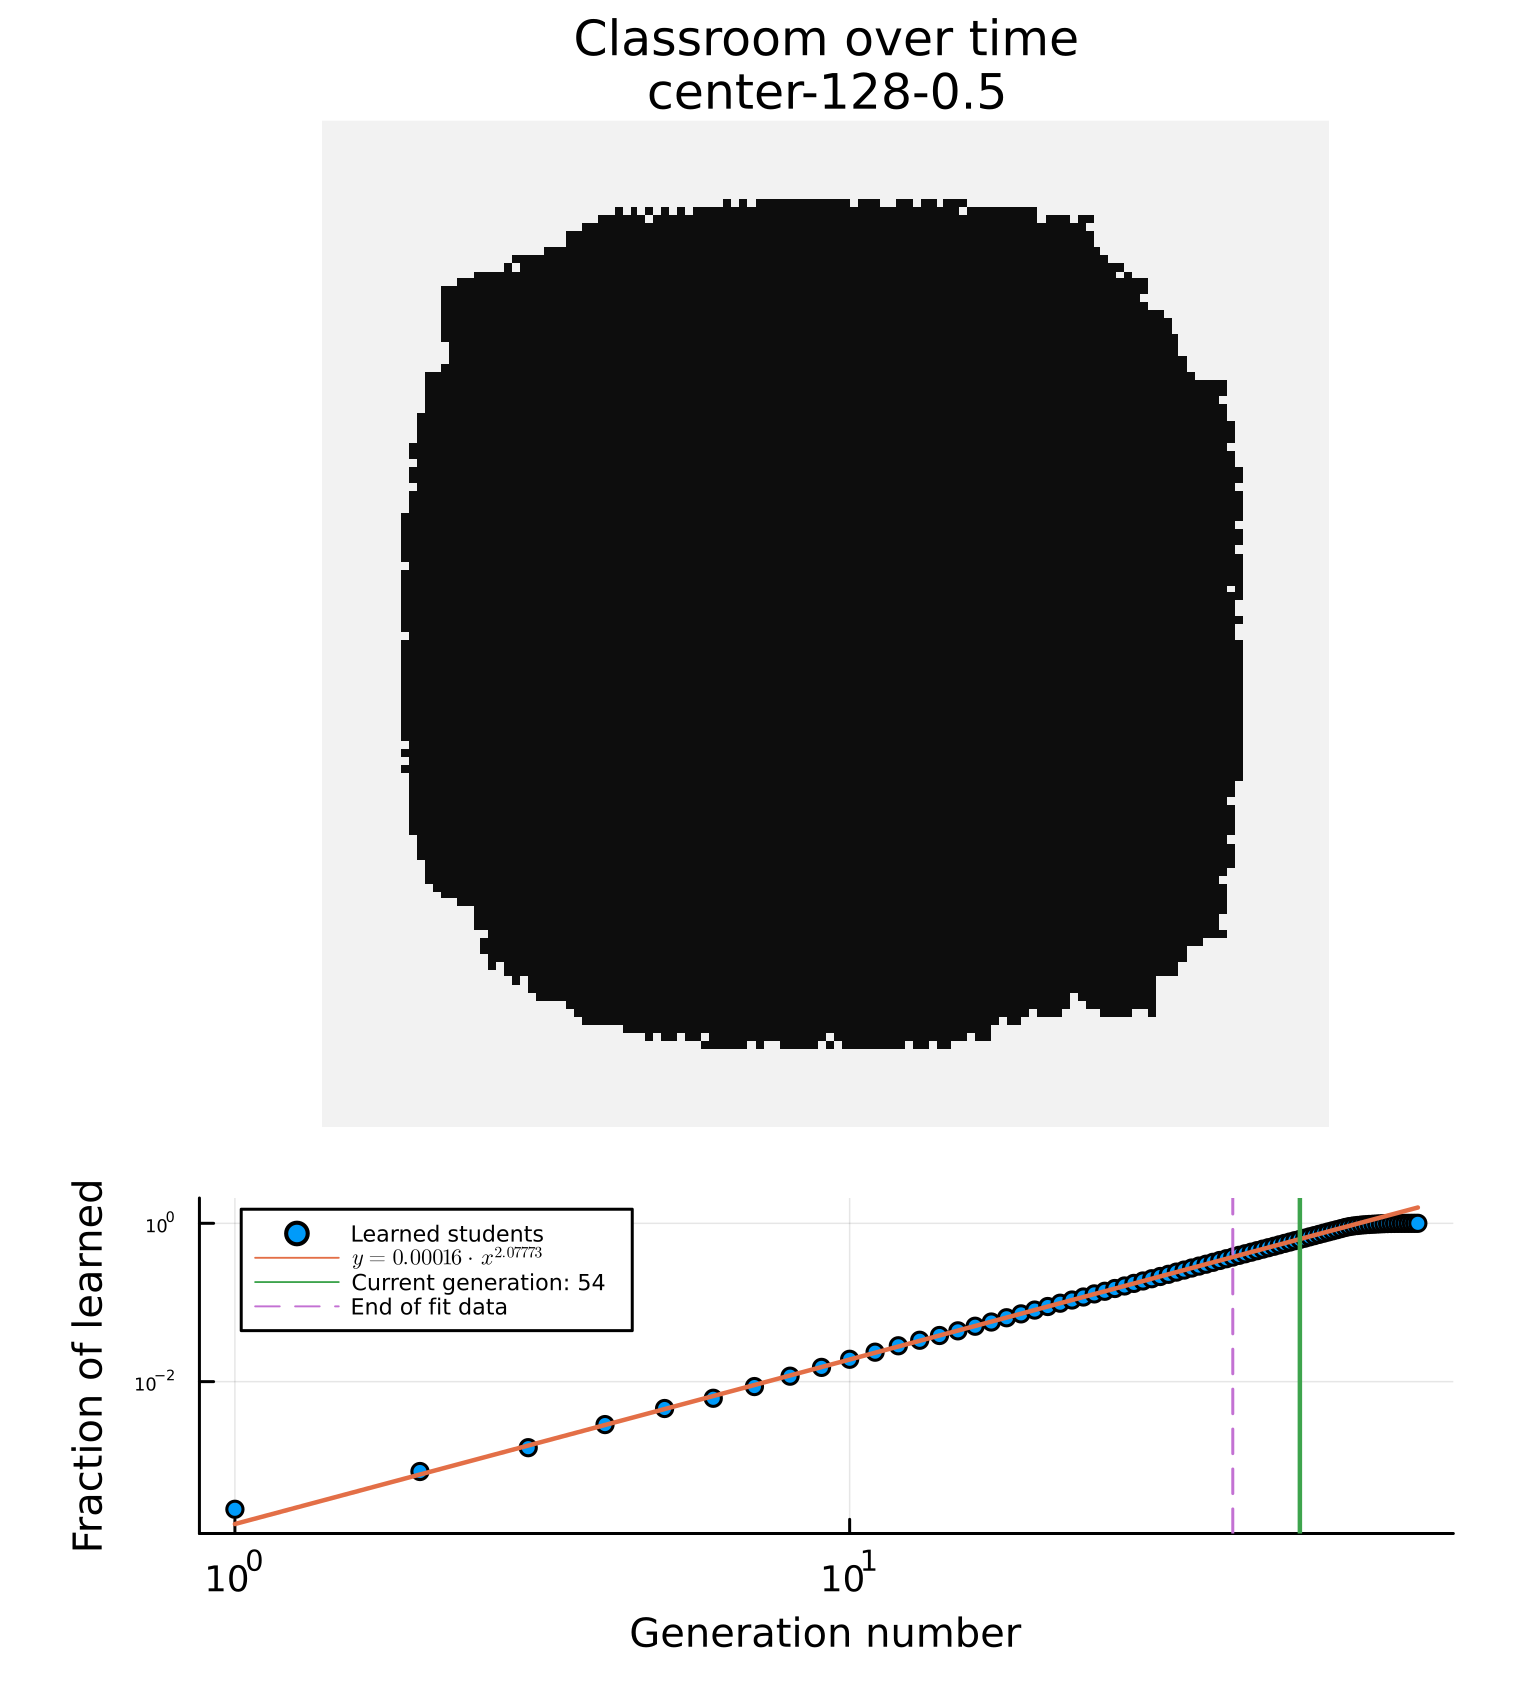 Classroom over time
center-128-0.5
Fraction of learned
10^0
10^-2
Learned students
y = 0.00016 · x^2.07773
Current generation: 54
End of fit data
10^0
10^1
Generation number